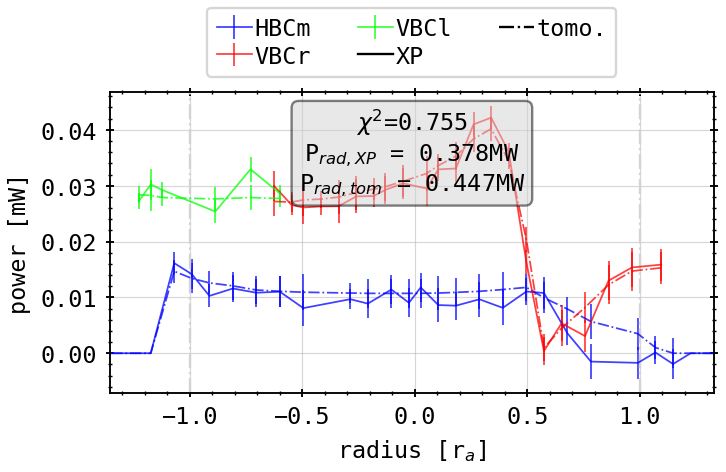 HBCm VBCl tomo.
VBCr XP
χ²=0.755
P_rad,XP = 0.378MW
P_rad,tom = 0.447MW
0.04
0.03
0.02
0.01
0.00
power [mW]
−1.0 −0.5 0.0 0.5 1.0
radius [r_a]